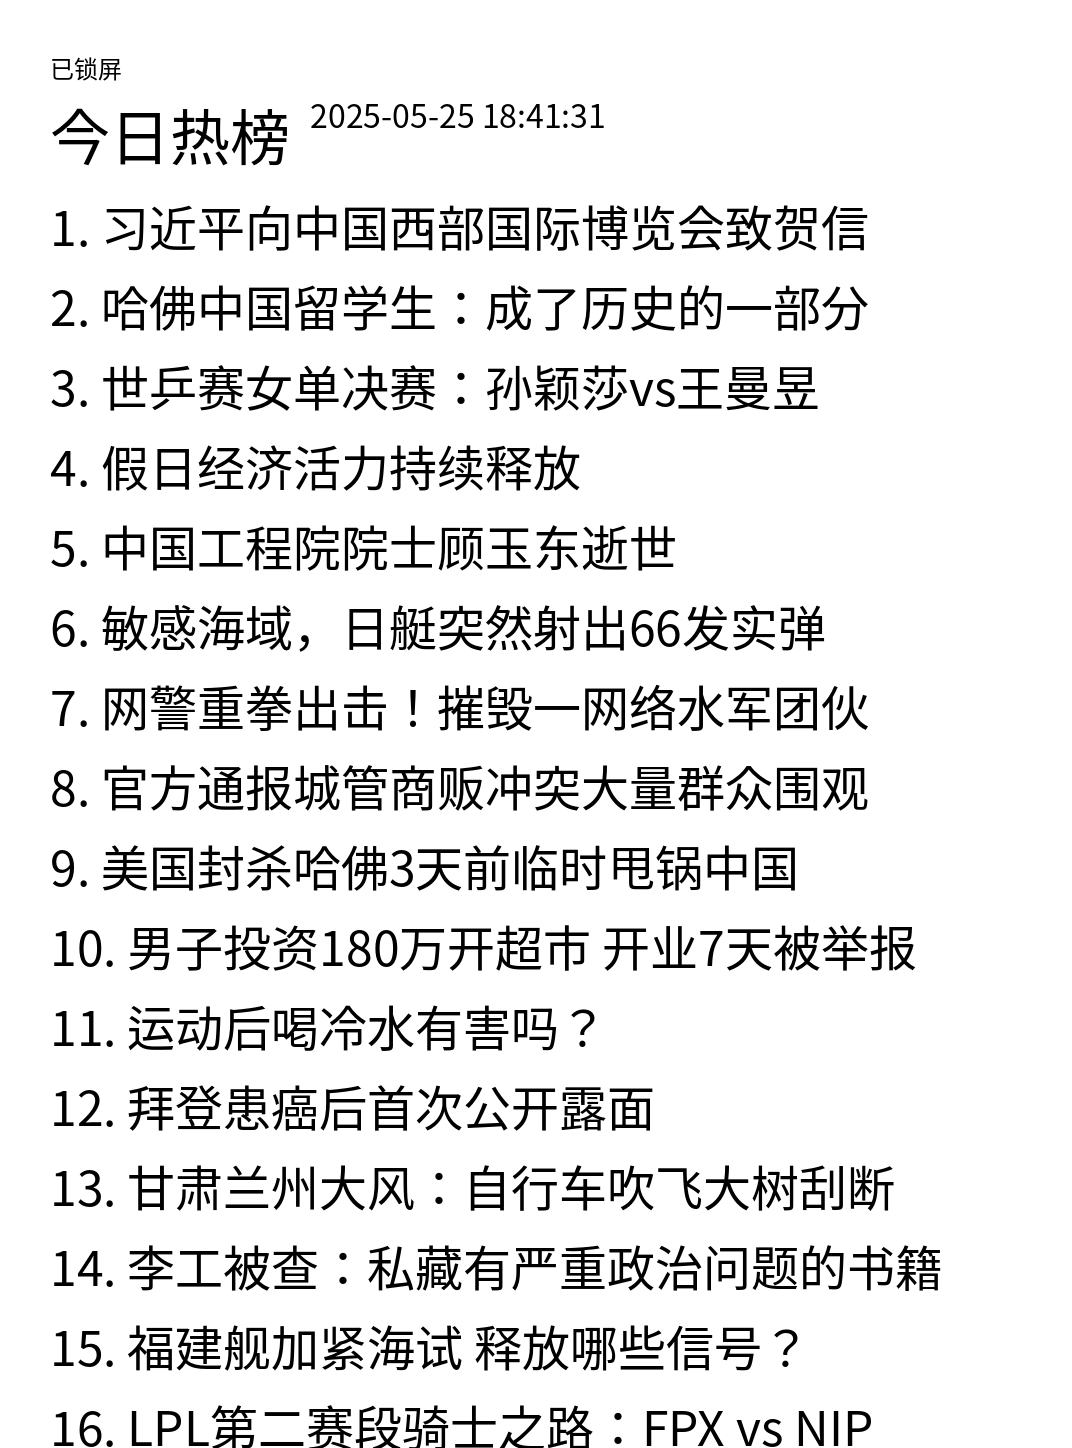 已锁屏
今日热榜 2025-05-25 18:41:31
1. 习近平向中国西部国际博览会致贺信
2. 哈佛中国留学生：成了历史的一部分
3. 世乒赛女单决赛：孙颖莎vs王曼昱
4. 假日经济活力持续释放
5. 中国工程院院士顾玉东逝世
6. 敏感海域，日艇突然射出66发实弹
7. 网警重拳出击！摧毁一网络水军团伙
8. 官方通报城管商贩冲突大量群众围观
9. 美国封杀哈佛3天前临时甩锅中国
10. 男子投资180万开超市 开业7天被举报
11. 运动后喝冷水有害吗？
12. 拜登患癌后首次公开露面
13. 甘肃兰州大风：自行车吹飞大树刮断
14. 李工被查：私藏有严重政治问题的书籍
15. 福建舰加紧海试 释放哪些信号？
16. LPL第二赛段骑士之路：FPX vs NIP